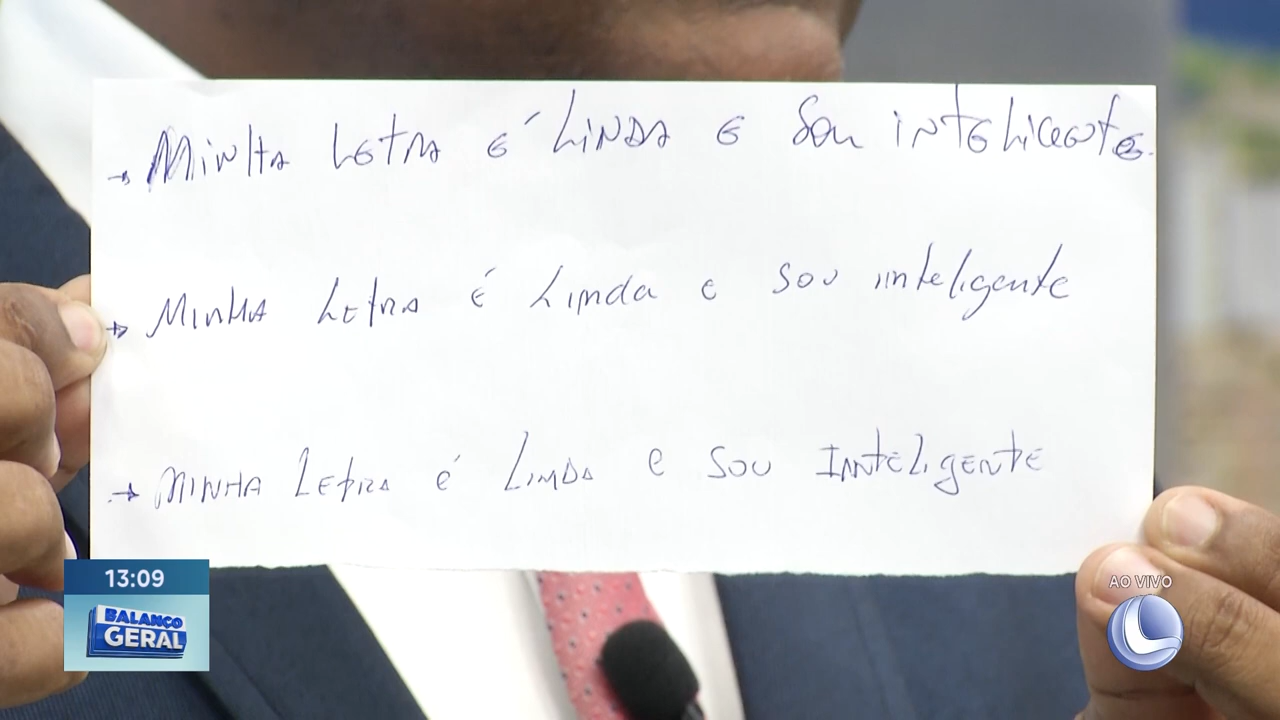 → MiNHA LETRA É LINDA E Sou iNTELiGENTE.
→ MINHA LETRA É Linda e sou inteligente
→ MINHA LETRA É LINDA e SOU INTELigENTE
13:09
BALANÇO
GERAL
AO VIVO